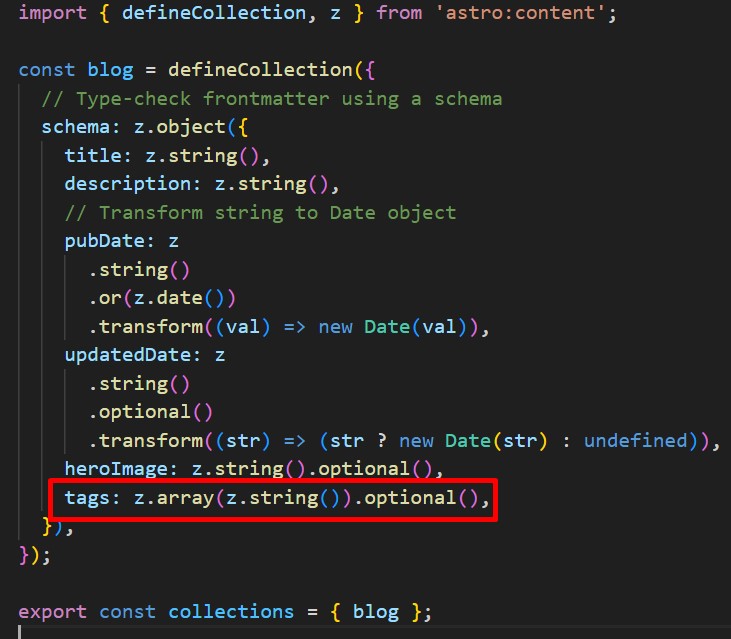 import { defineCollection, z } from 'astro:content';
const blog = defineCollection({
// Type-check frontmatter using a schema
schema: z.object({
title: z.string(),
description: z.string(),
// Transform string to Date object
pubDate: z
.string()
.or(z.date())
.transform((val) => new Date(val)),
updatedDate: z
.string()
.optional()
.transform((str) => (str ? new Date(str) : undefined)),
heroImage: z.string().optional(),
tags: z.array(z.string()).optional(),
}),
});
export const collections = { blog };